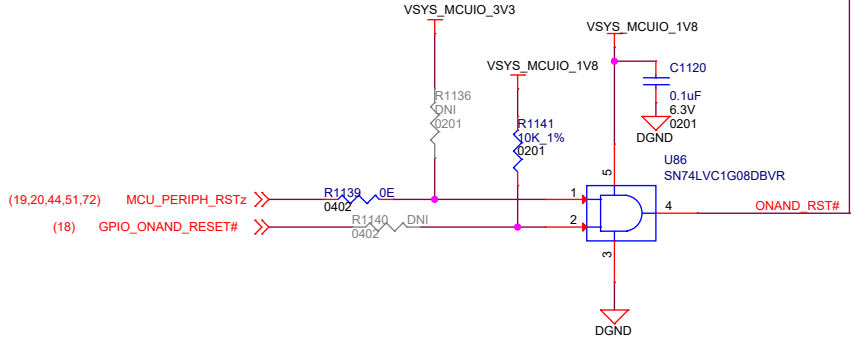 VSYS_MCUIO_3V3
VSYS_MCUIO_1V8
VSYS_MCUIO_1V8
C1120
0.1uF
6.3V
0201
DGND
R1136
DNI
0201
R1141
10K_1%
0201
U86
SN74LVC1G08DBVR
5
(19,20,44,51,72) MCU_PERIPH_RSTz
R1139 0E
0402
1
(18) GPIO_ONAND_RESET#
R1140 DNI
0402
2
4
ONAND_RST#
3
DGND